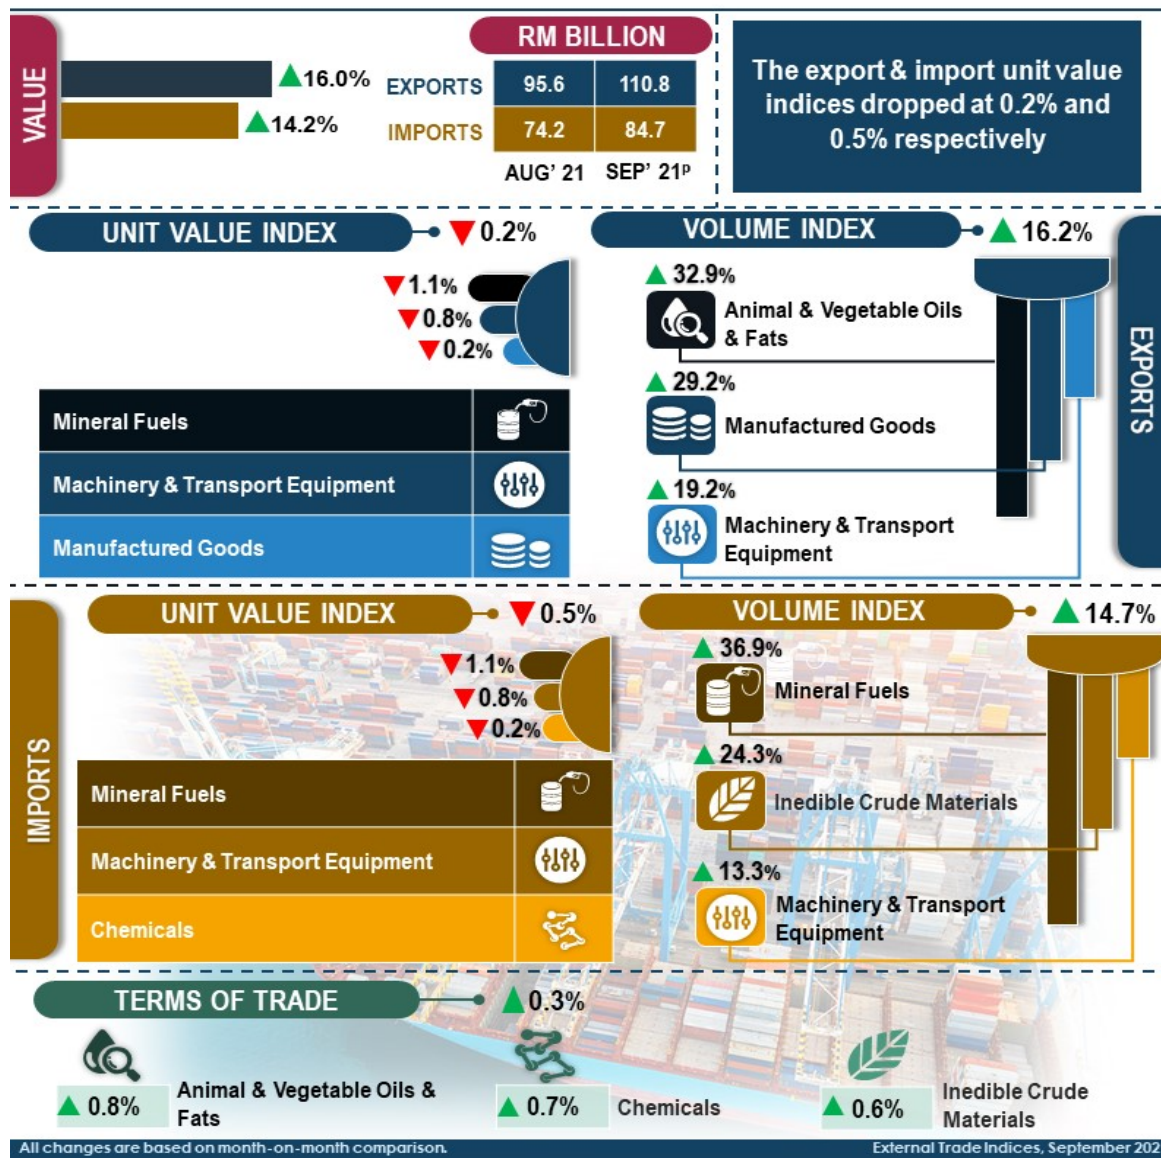 VALUE
16.0%
14.2%
RM BILLION
EXPORTS 95.6 110.8
IMPORTS 74.2 84.7
AUG' 21 SEP' 21ᵖ
The export & import unit value
indices dropped at 0.2% and
0.5% respectively
EXPORTS
UNIT VALUE INDEX 0.2%
1.1%
0.8%
0.2%
Mineral Fuels
Machinery & Transport Equipment
Manufactured Goods
VOLUME INDEX 16.2%
32.9%
Animal & Vegetable Oils
& Fats
29.2%
Manufactured Goods
19.2%
Machinery & Transport
Equipment
IMPORTS
UNIT VALUE INDEX 0.5%
1.1%
0.8%
0.2%
Mineral Fuels
Machinery & Transport Equipment
Chemicals
VOLUME INDEX 14.7%
36.9%
Mineral Fuels
24.3%
Inedible Crude Materials
13.3%
Machinery & Transport
Equipment
TERMS OF TRADE 0.3%
0.8%
Animal & Vegetable Oils &
Fats
0.7% Chemicals
0.6%
Inedible Crude
Materials
All changes are based on month-on-month comparison.
External Trade Indices, September 202